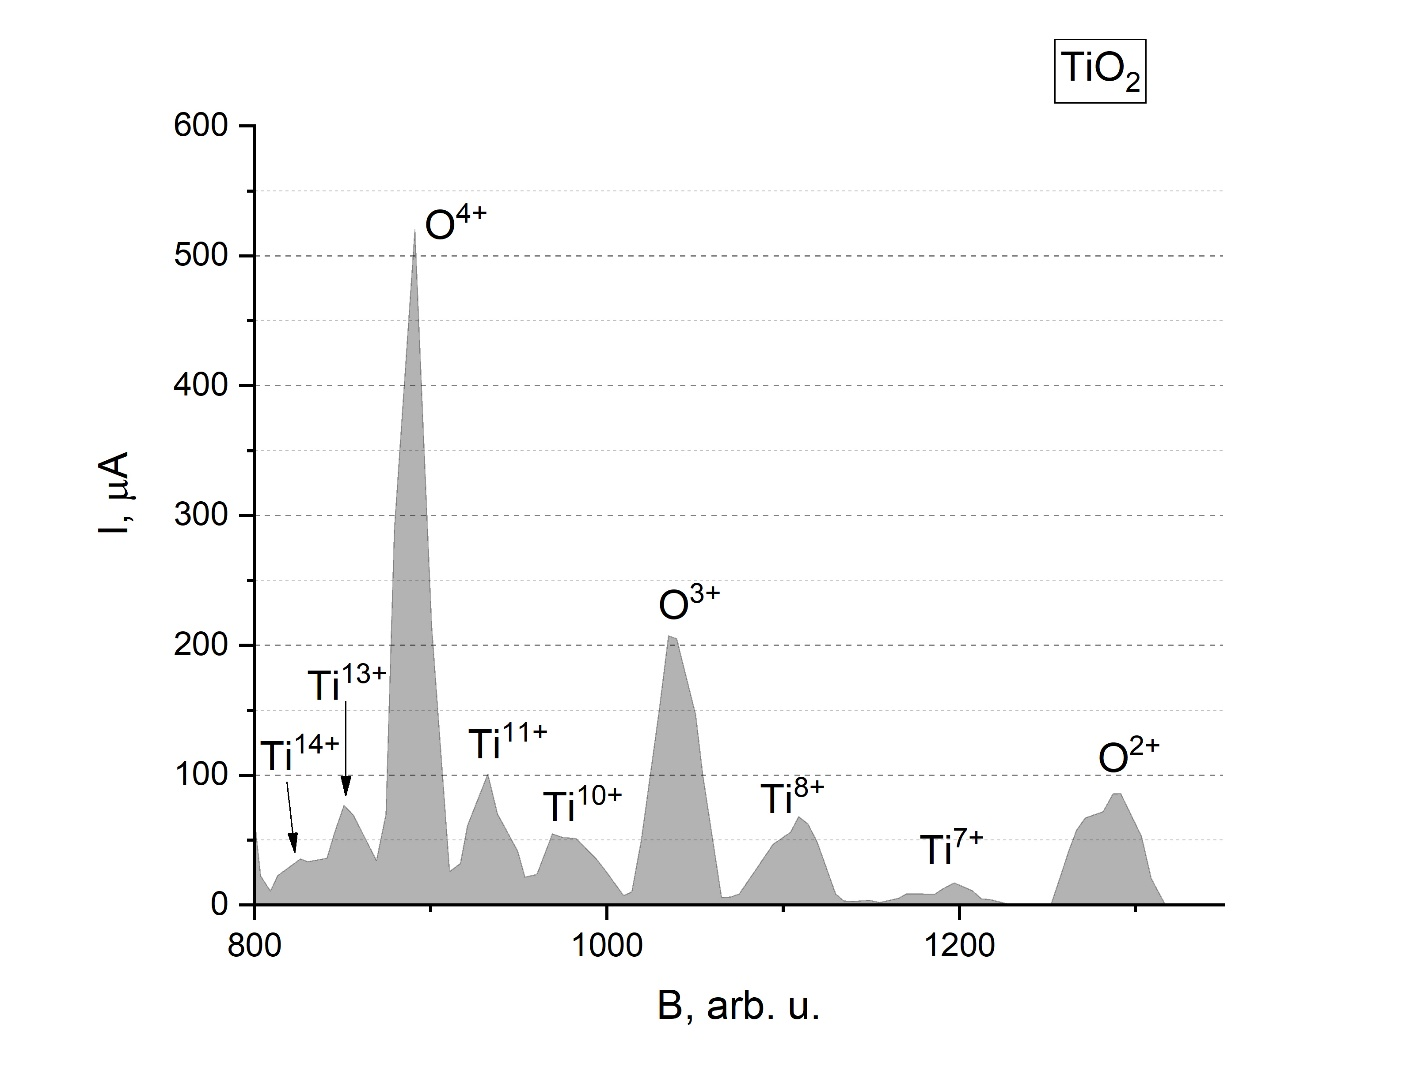 TiO₂
600
500
400
300
200
100
0
I, μA
O⁴⁺
O³⁺
Ti¹³⁺
Ti¹⁴⁺
Ti¹¹⁺
Ti¹⁰⁺
Ti⁸⁺
Ti⁷⁺
O²⁺
800 1000 1200
B, arb. u.